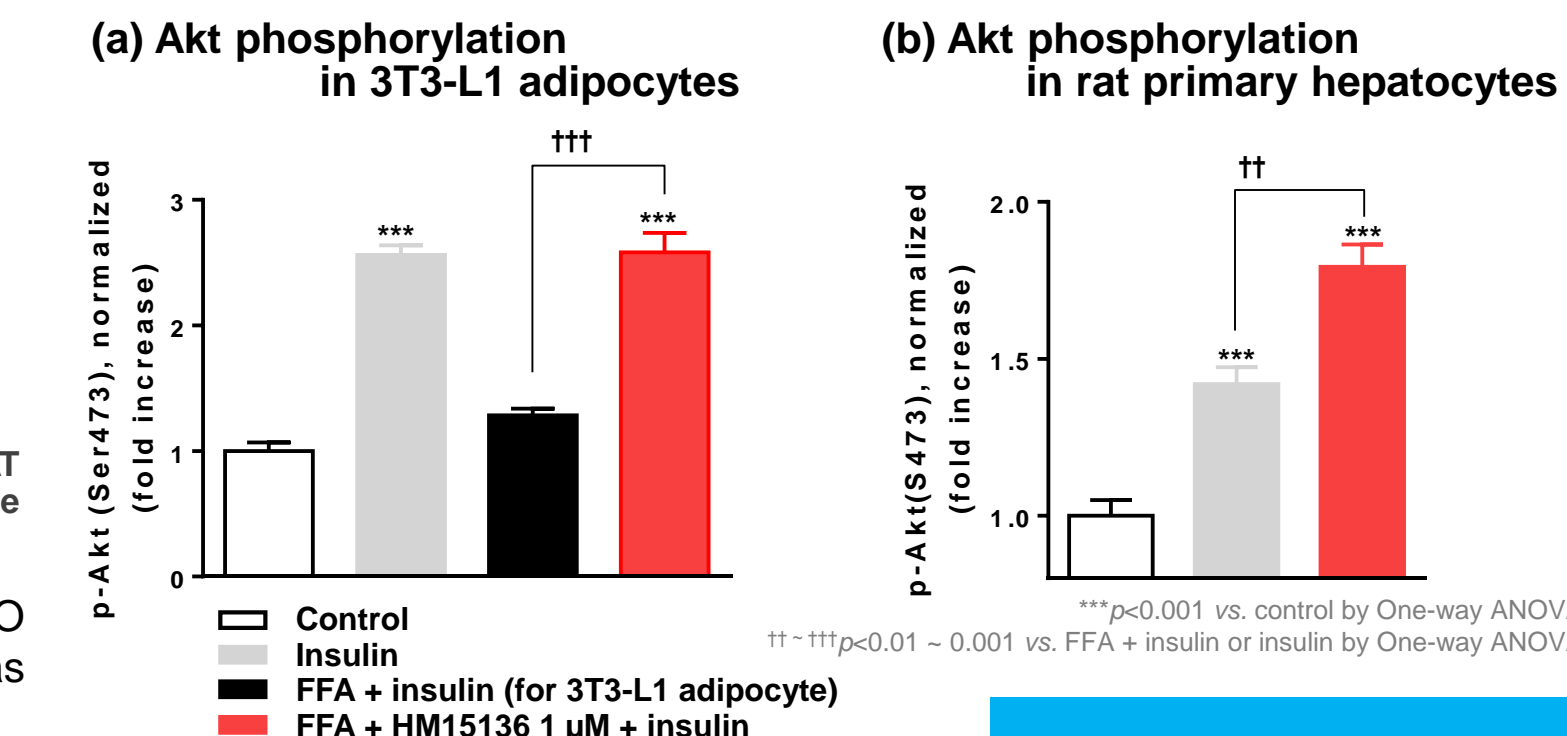 (a) Akt phosphorylation
in 3T3-L1 adipocytes
†††
p-Akt (Ser473), normalized
(fold increase)
3
2
1
0
***
***
Control
Insulin
FFA + insulin (for 3T3-L1 adipocyte)
FFA + HM15136 1 μM + insulin
(b) Akt phosphorylation
in rat primary hepatocytes
††
p-Akt(S473), normalized
(fold increase)
2.0
1.5
1.0
***
***
***p<0.001 vs. control by One-way ANOV
†† ~ †††p<0.01 ~ 0.001 vs. FFA + insulin or insulin by One-way ANOV